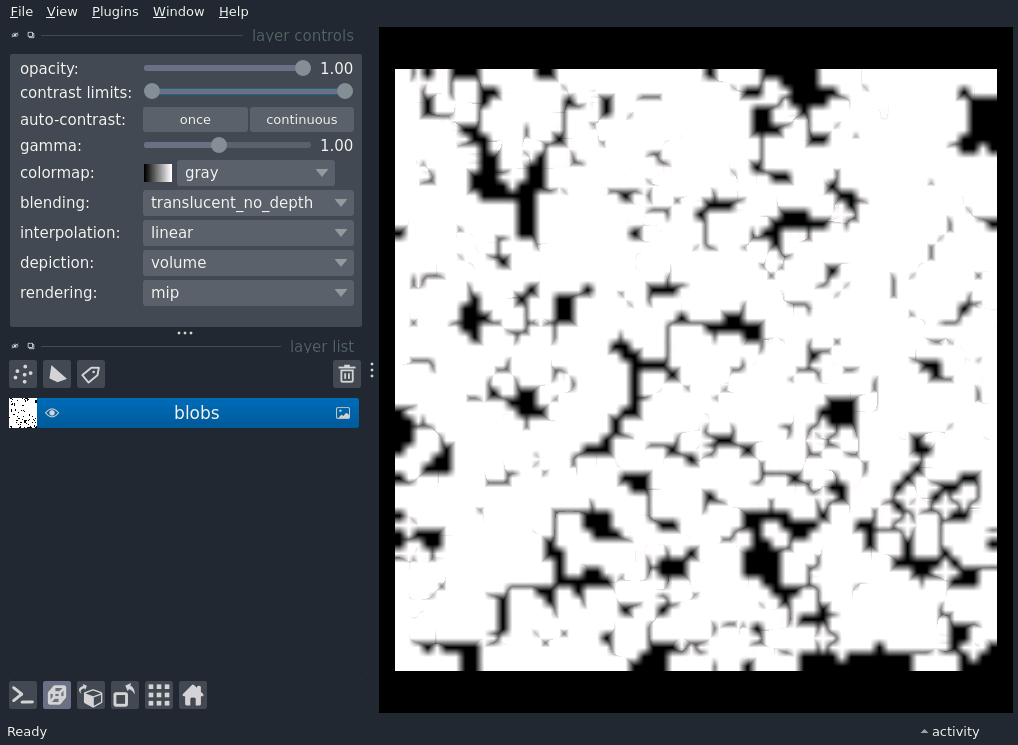 File View Plugins Window Help
layer controls
opacity: 1.00
contrast limits:
auto-contrast: once continuous
gamma: 1.00
colormap: gray
blending: translucent_no_depth
interpolation: linear
depiction: volume
rendering: mip
layer list
blobs
Ready activity